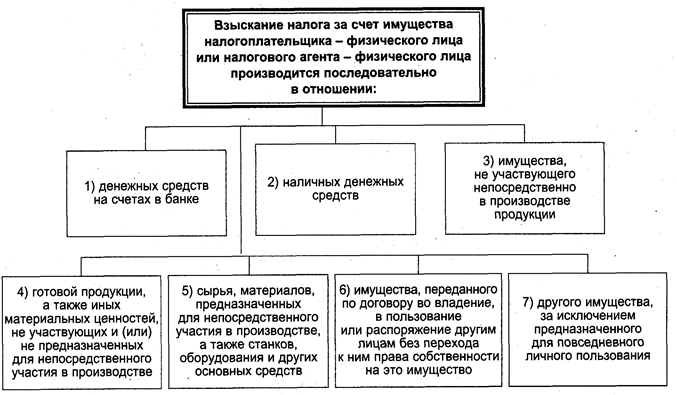 Взыскание налога за счет имущества
налогоплательщика – физического лица
или налогового агента – физического лица
производится последовательно
в отношении:
1) денежных средств
на счетах в банке
2) наличных денежных
средств
3) имущества,
не участвующего
непосредственно
в производстве
продукции
4) готовой продукции,
а также иных
материальных ценностей,
не участвующих и (или)
не предназначенных
для непосредственного
участия в производстве
5) сырья, материалов,
предназначенных
для непосредственного
участия в производстве,
а также станков,
оборудования и других
основных средств
6) имущества, переданного
по договору во владение,
в пользование
или распоряжение другим
лицам без перехода
к ним права собственности
на это имущество
7) другого имущества,
за исключением
предназначенного
для повседневного
личного пользования